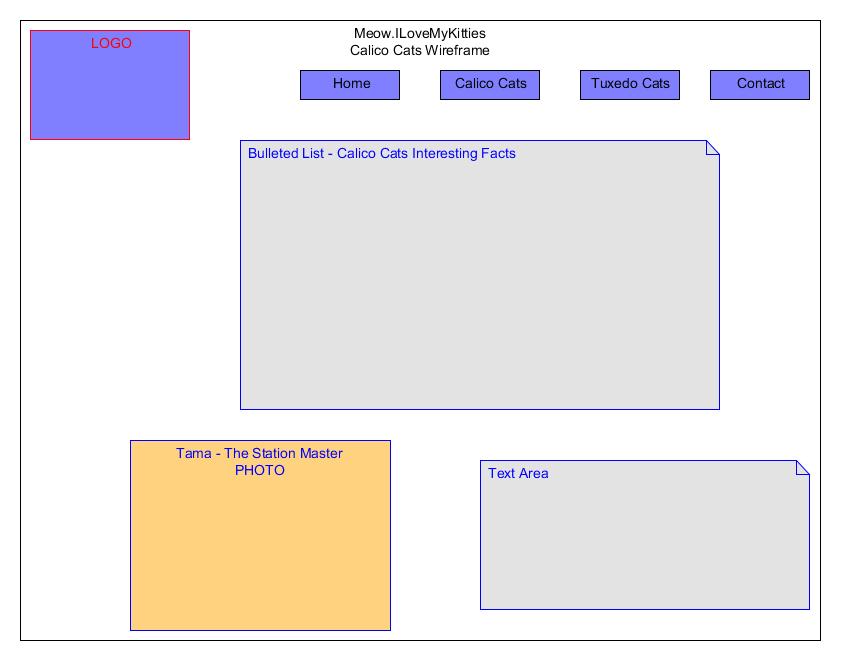 LOGO
Meow.ILoveMyKitties
Calico Cats Wireframe
Home
Calico Cats
Tuxedo Cats
Contact
Bulleted List - Calico Cats Interesting Facts
Tama - The Station Master
PHOTO
Text Area